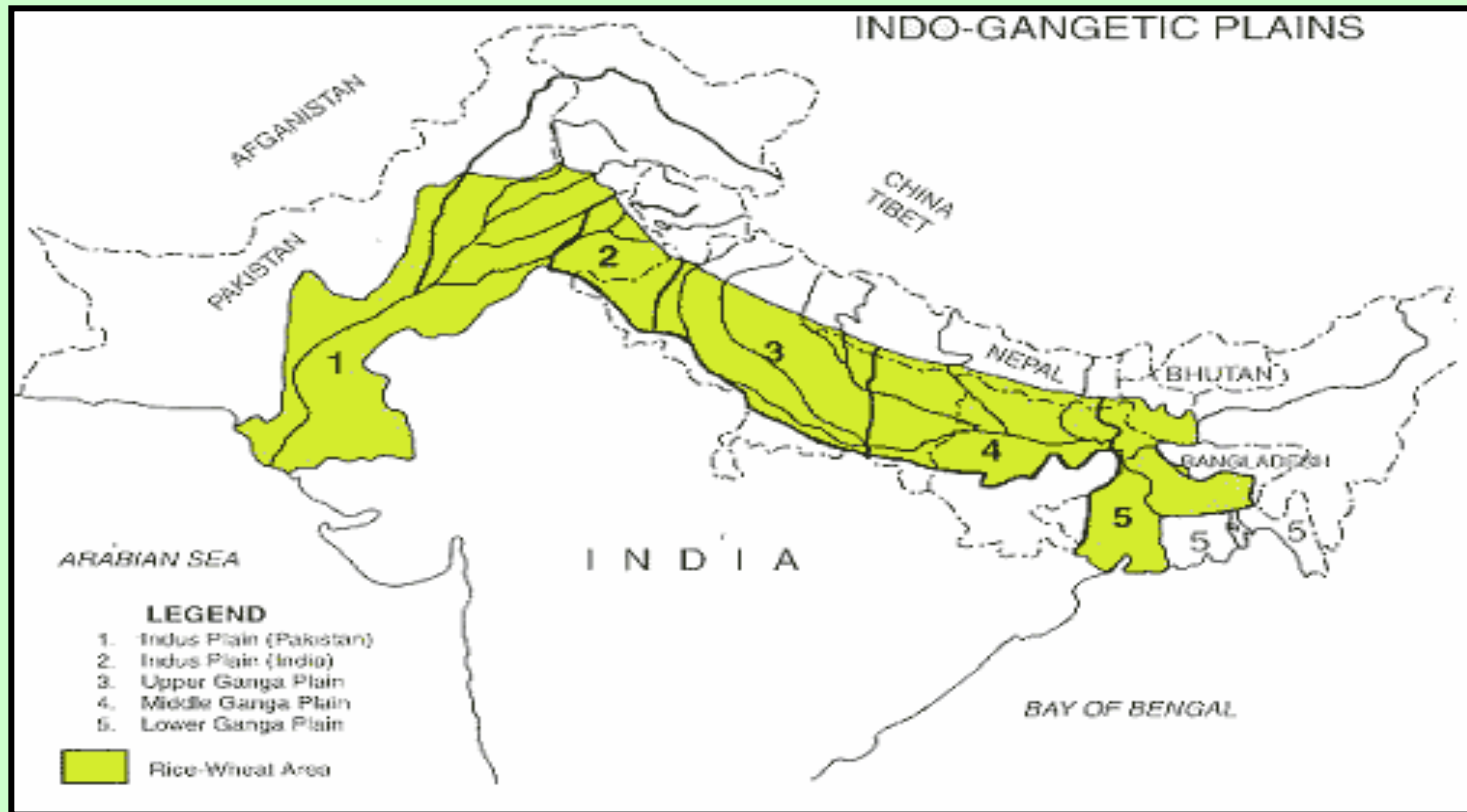 INDO-GANGETIC PLAINS
AFGANISTAN
CHINA
TIBET
PAKISTAN
2
1
3
NEPAL
BHUTAN
4
BANGLADESH
5
5
5
ARABIAN SEA
INDIA
LEGEND
1. Indus Plain (Pakistan)
2. Indus Plain (India)
3. Upper Ganga Plain
4. Middle Ganga Plain
5. Lower Ganga Plain
BAY OF BENGAL
Rice-Wheat Area